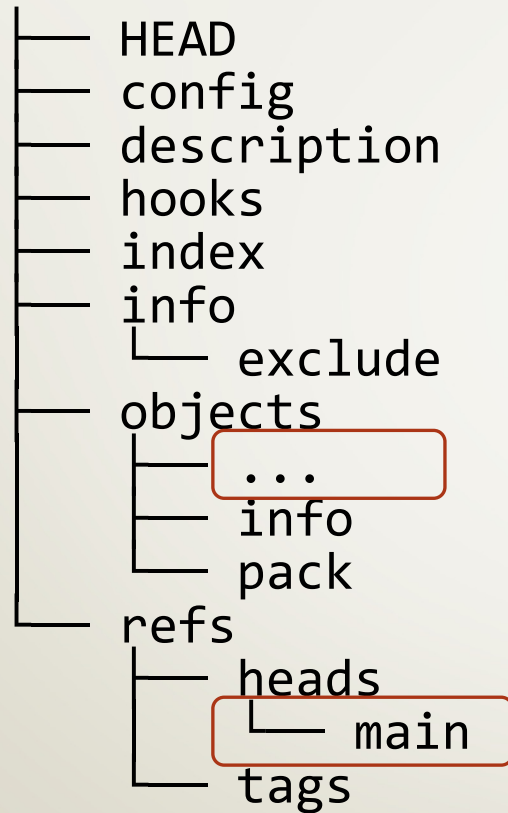 HEAD
config
description
hooks
index
info
exclude
objects
...
info
pack
refs
heads
main
tags